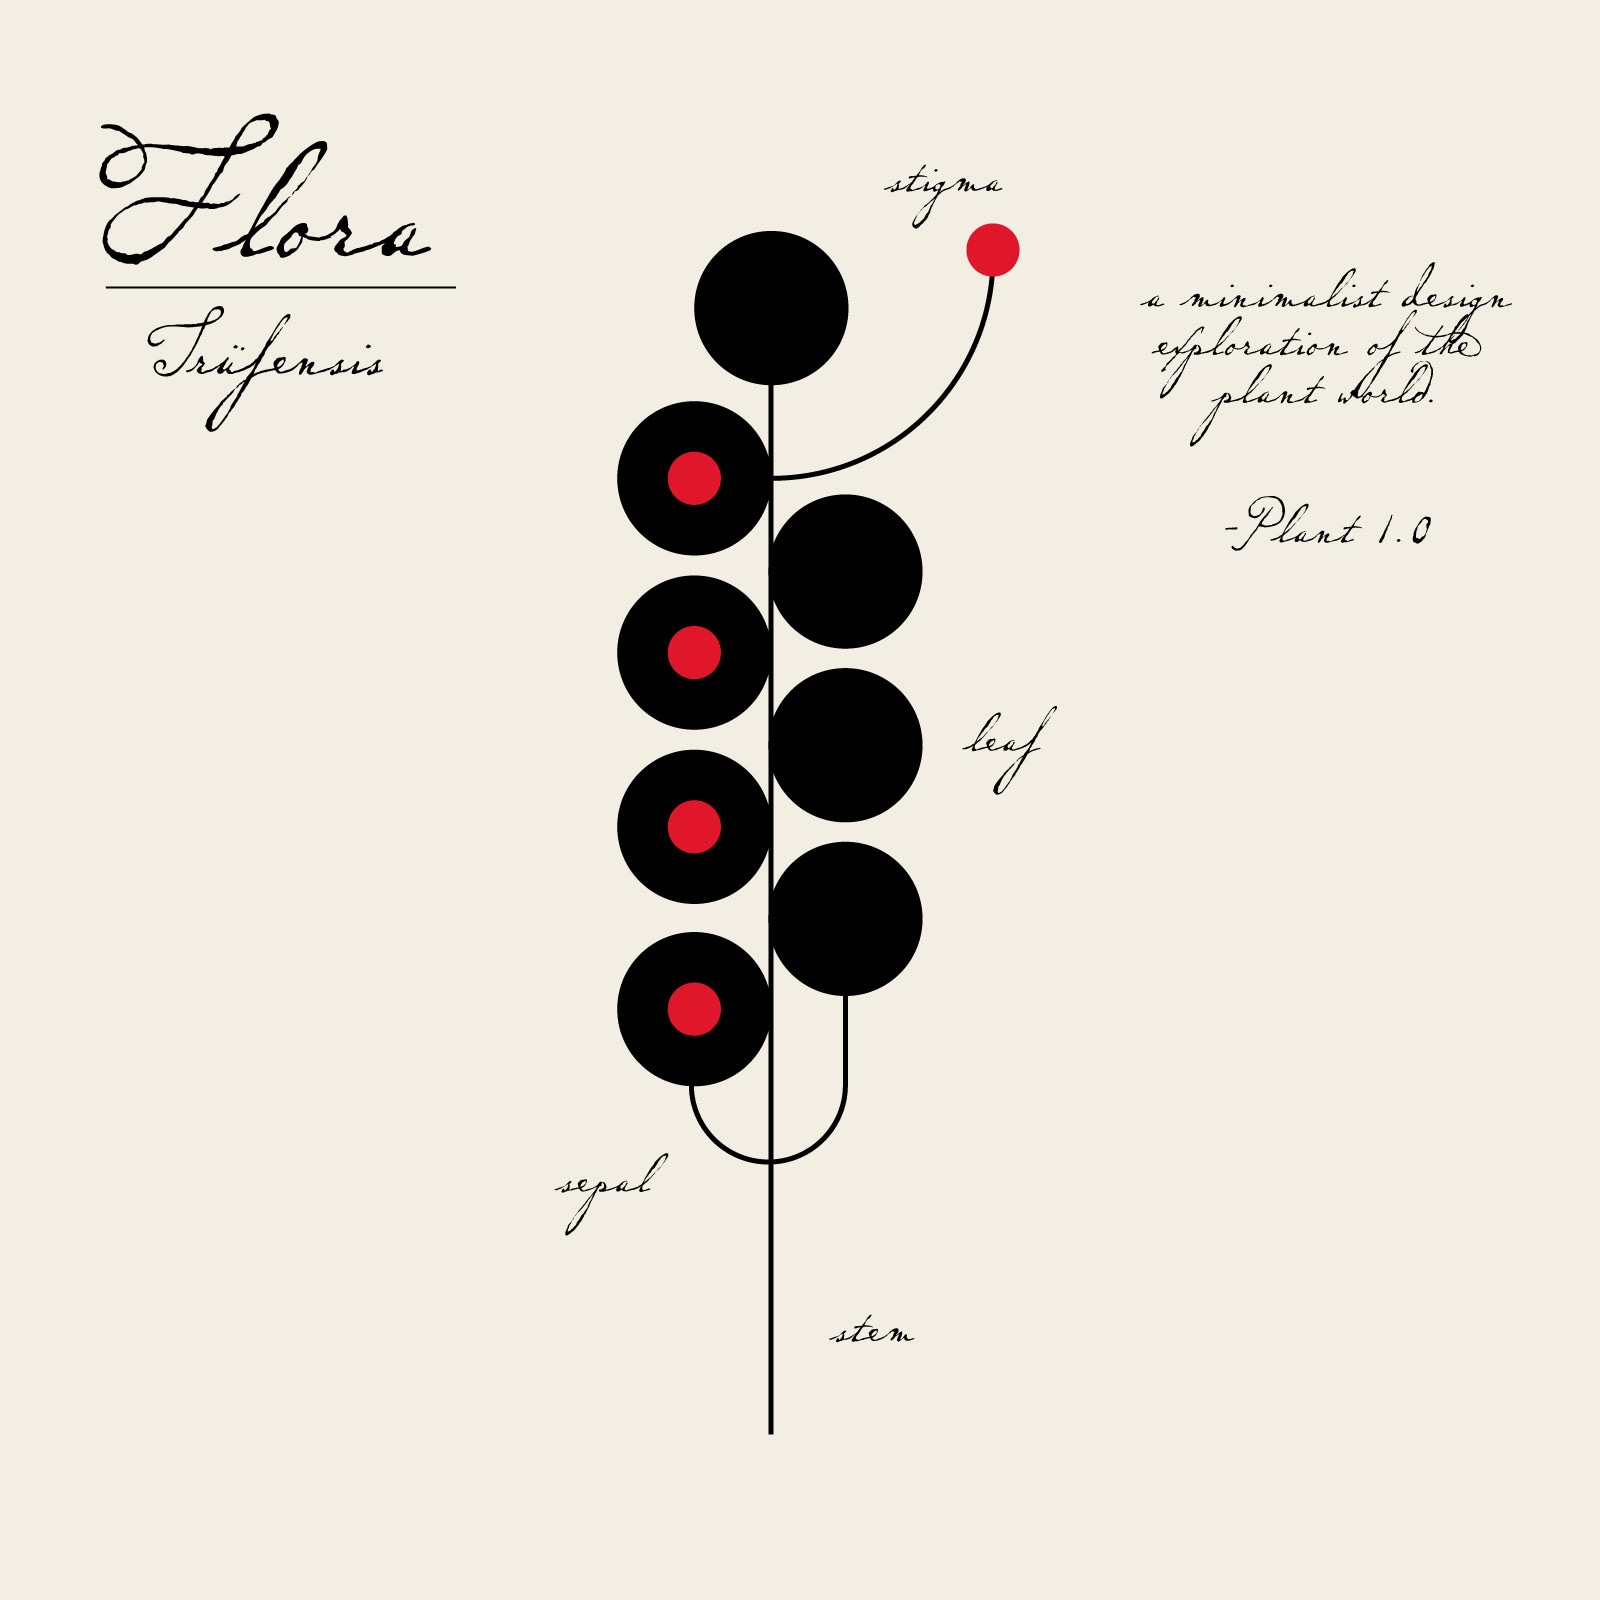 Flora
Trüfensis
stigma
a minimalist design
exploration of the
plant world.
-Plant 1.0
leaf
sepal
stem